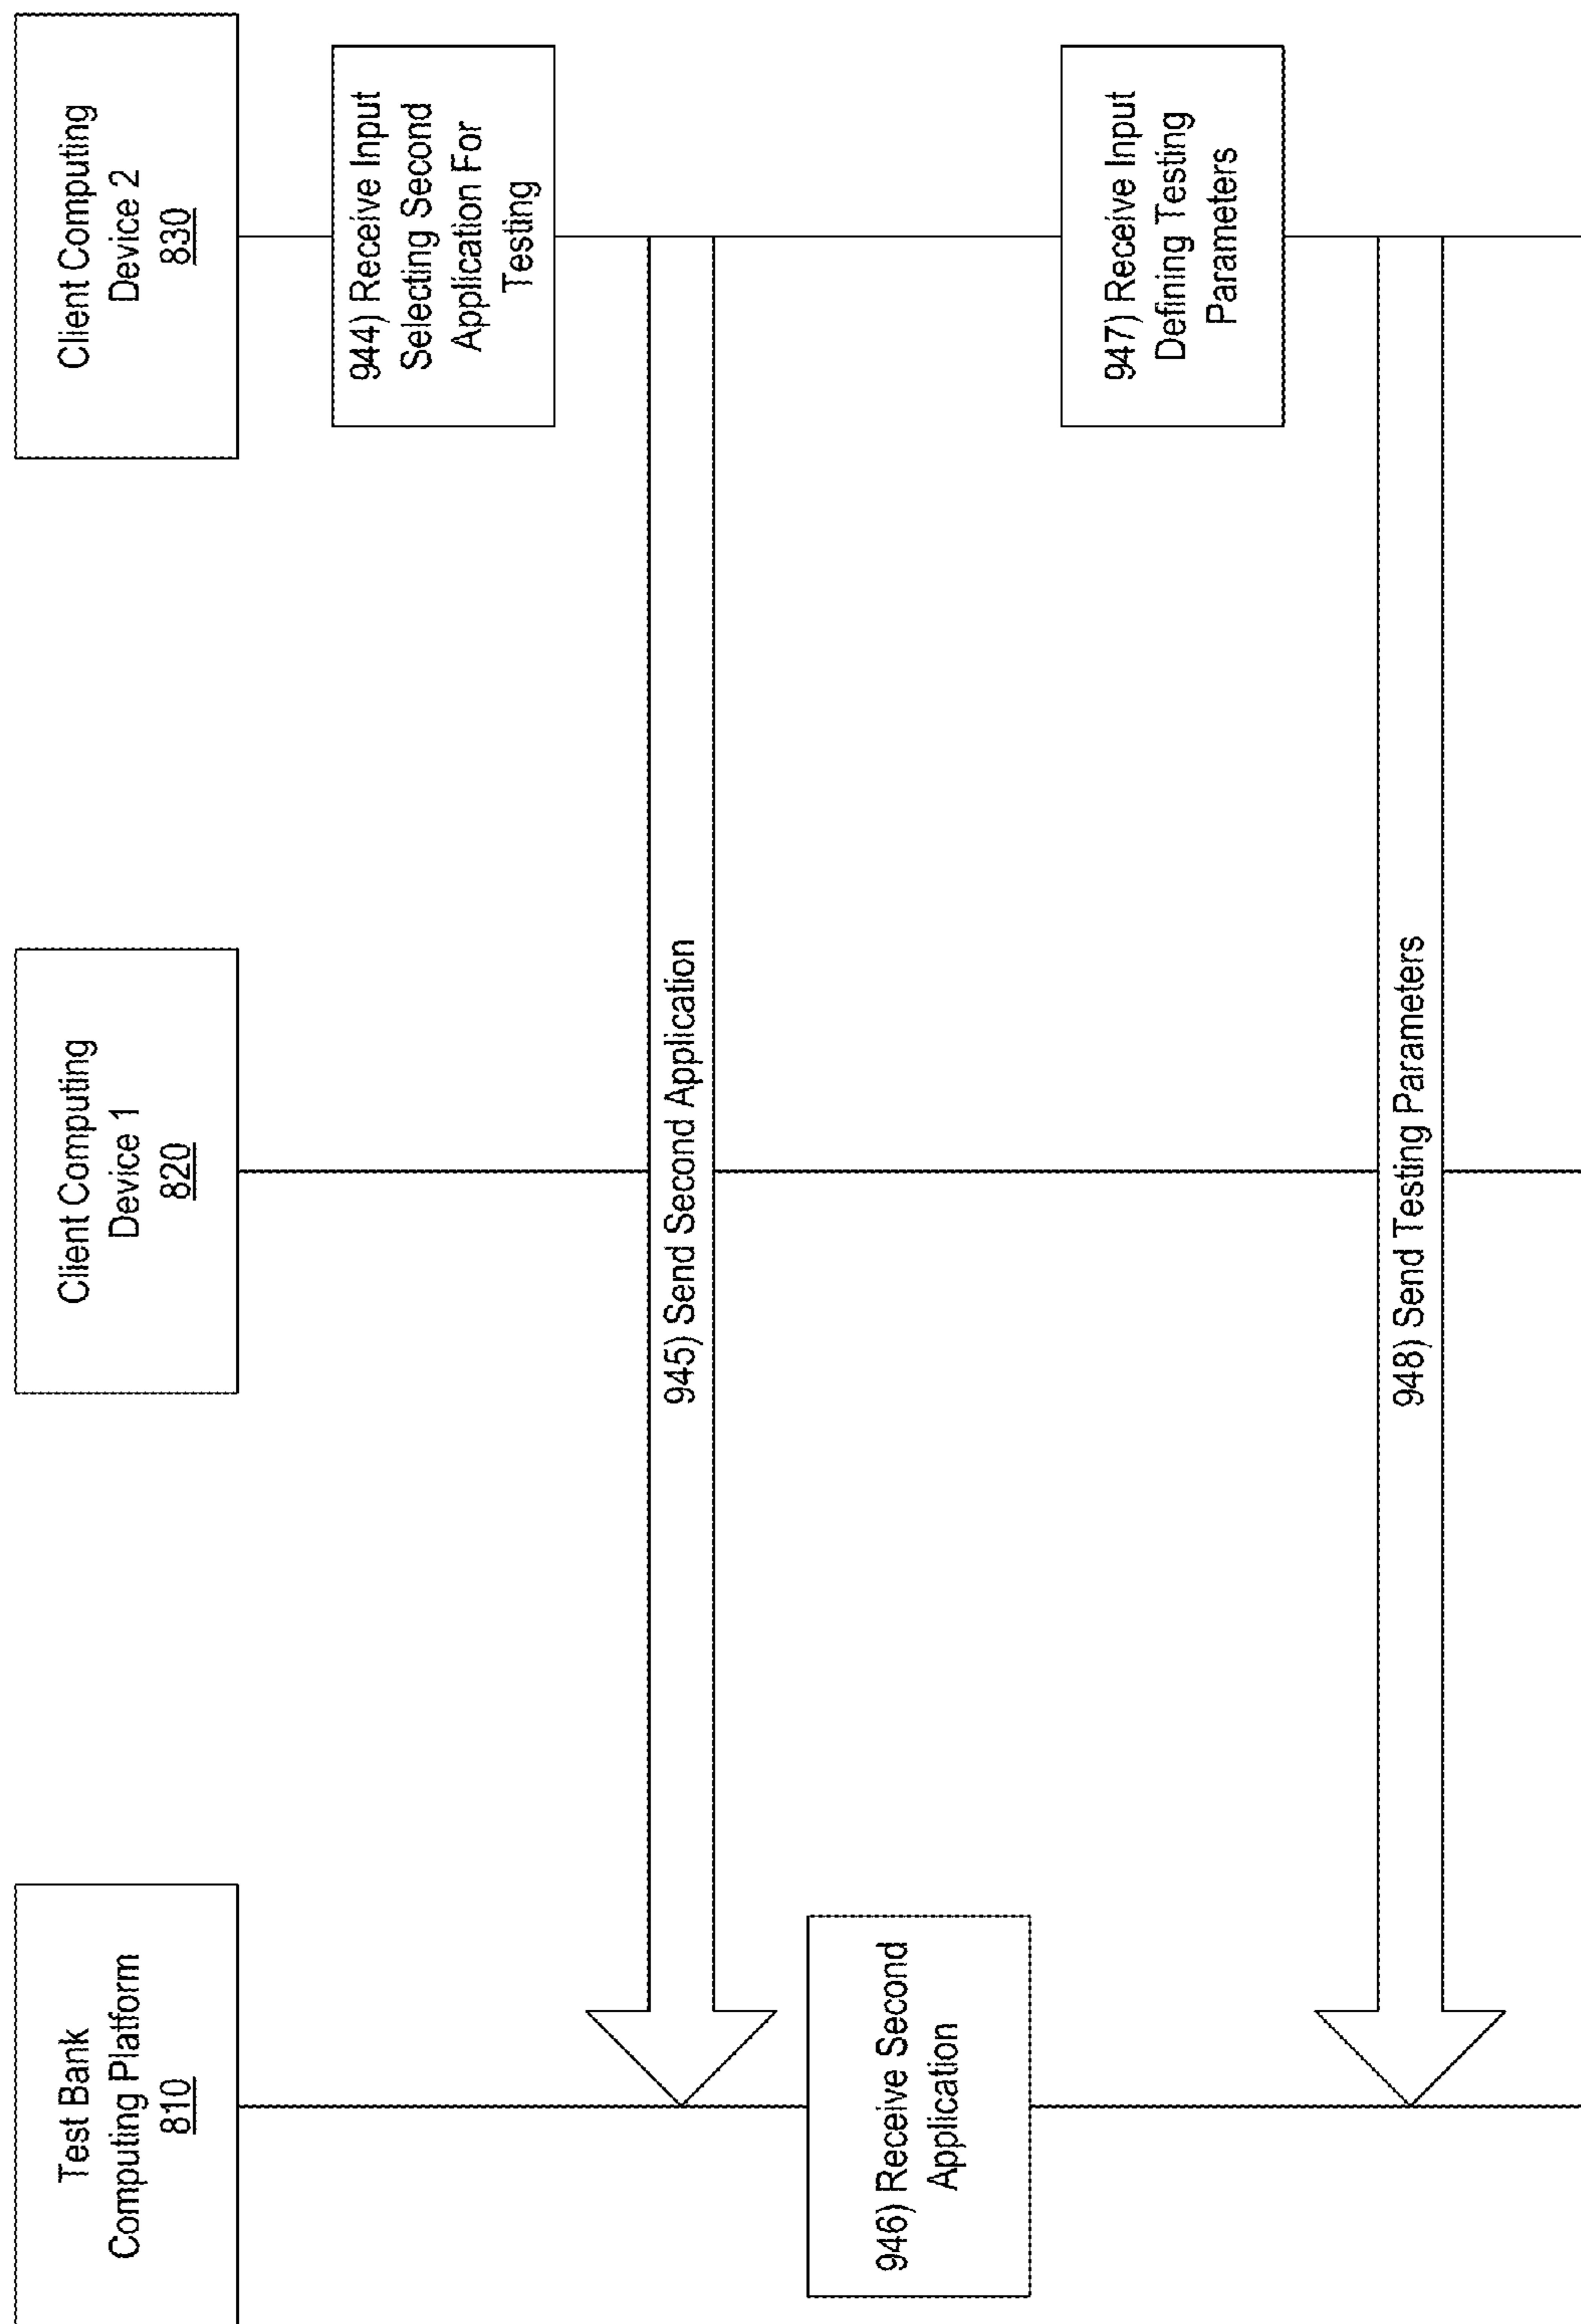 Test Bank
Computing Platform
810
Client Computing
Device 1
820
Client Computing
Device 2
830
944) Receive Input
Selecting Second
Application For
Testing
945) Send Second Application
946) Receive Second
Application
947) Receive Input
Defining Testing
Parameters
948) Send Testing Parameters